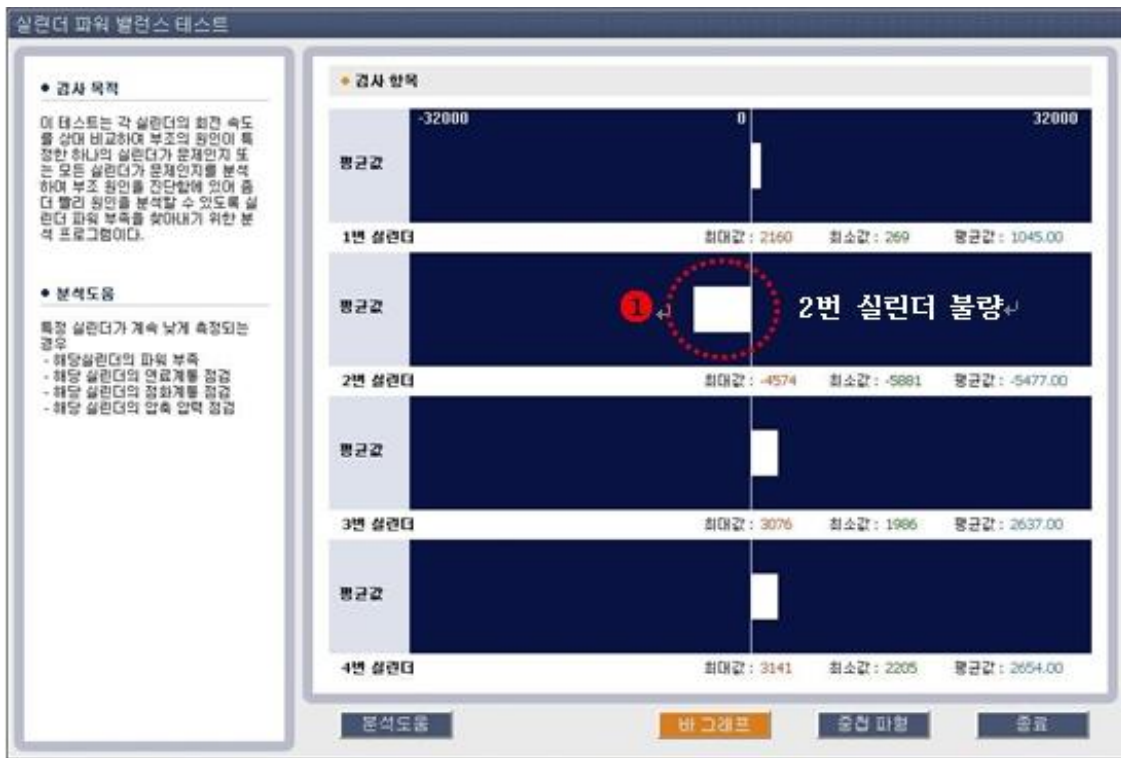 실린더 파워 밸런스 테스트
• 검사 목적
이 테스트는 각 실린더의 회전 속도
를 상대 비교하여 부조의 원인이 특
정한 하나의 실린더가 문제인지 또
는 모든 실린더가 문제인지를 분석
하여 부조 원인을 진단함에 있어 좀
더 빨리 원인을 분석할 수 있도록 실
린더 파워 부족을 찾아내기 위한 분
석 프로그램이다.
• 분석도움
특정 실린더가 계속 낮게 측정되는
경우
- 해당실린더의 파워 부족
- 해당 실린더의 연료계통 점검
- 해당 실린더의 점화계통 점검
- 해당 실린더의 압축 압력 점검
• 검사 항목
-32000 0 32000
평균값
1번 실린더 최대값 : 2160 최소값 : 269 평균값 : 1045.00
평균값 1 ↵ 2번 실린더 불량↵
2번 실린더 최대값 : -4574 최소값 : -5881 평균값 : -5477.00
평균값
3번 실린더 최대값 : 3076 최소값 : 1986 평균값 : 2637.00
평균값
4번 실린더 최대값 : 3141 최소값 : 2205 평균값 : 2654.00
분석도움 바 그래프 중첩 파형 종료